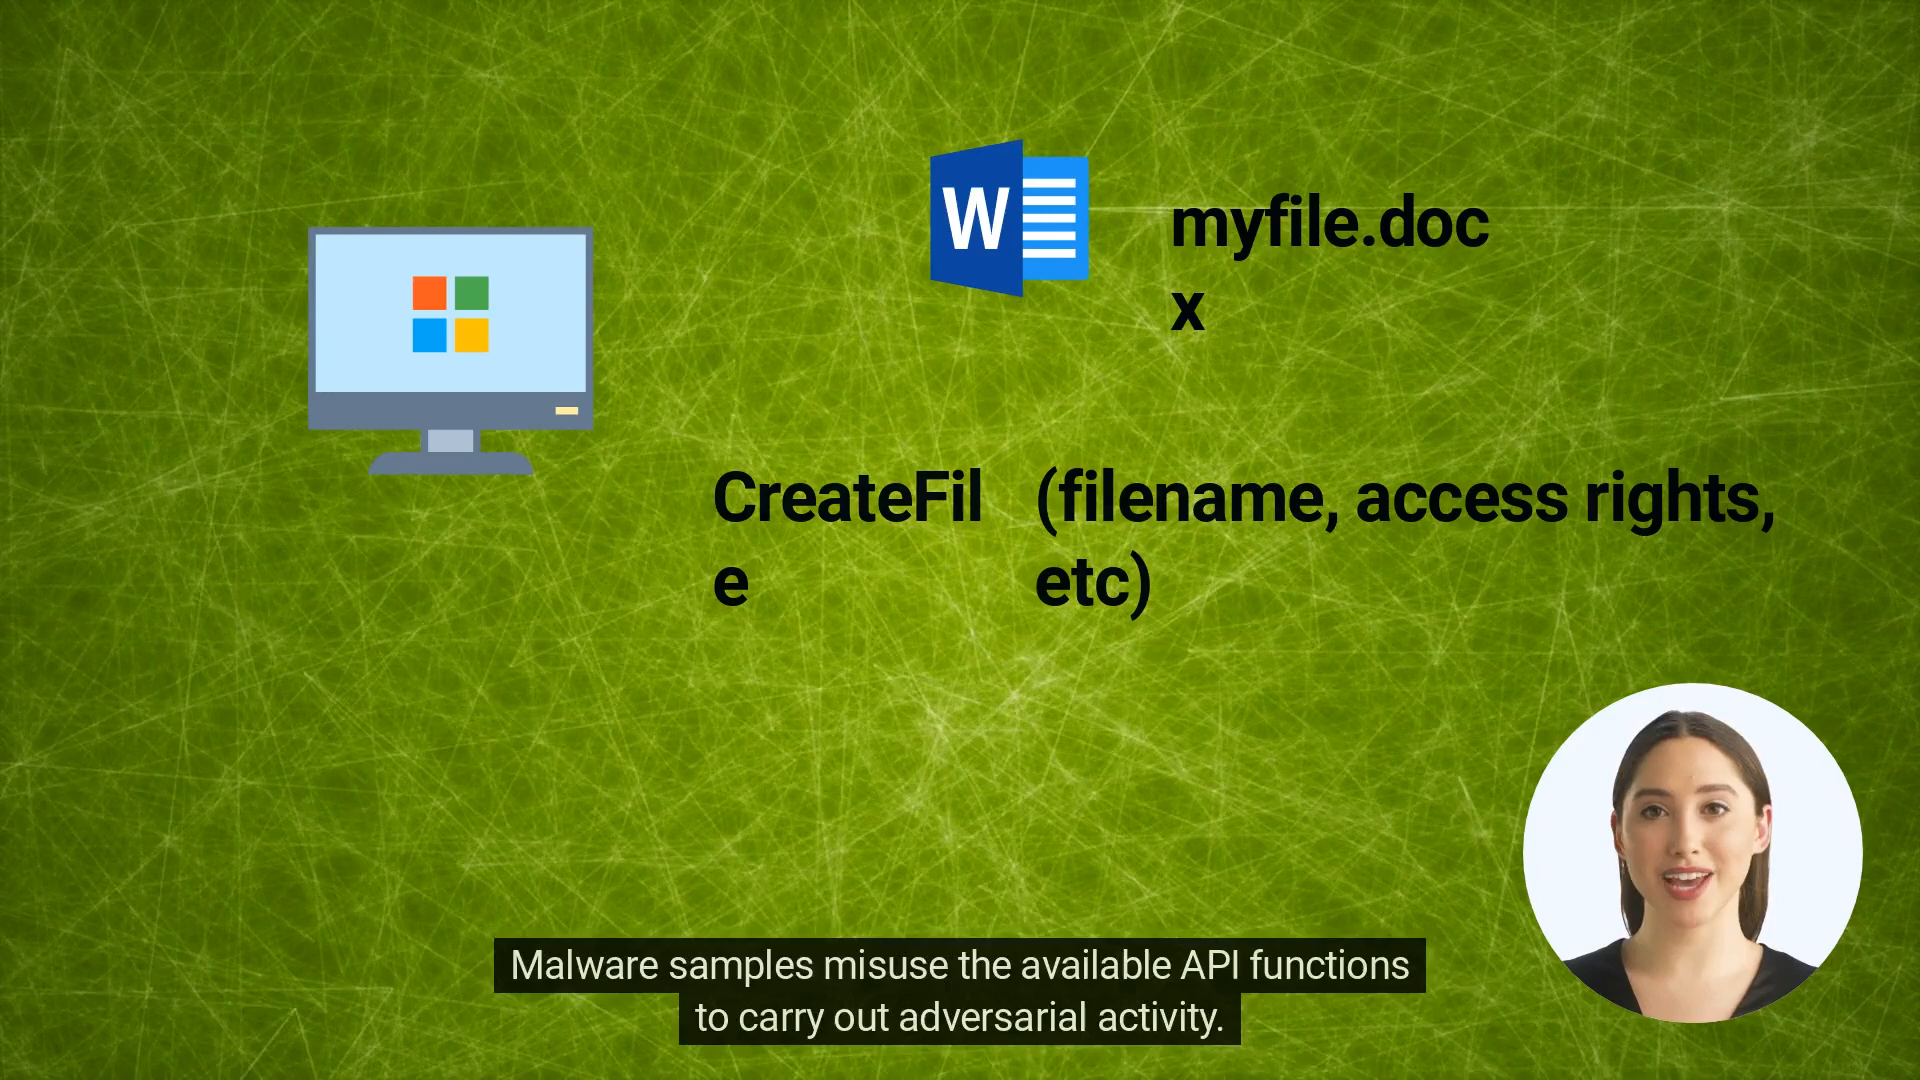 W
myfile.doc
x
CreateFil
e
(filename, access rights,
etc)
Malware samples misuse the available API functions
to carry out adversarial activity.